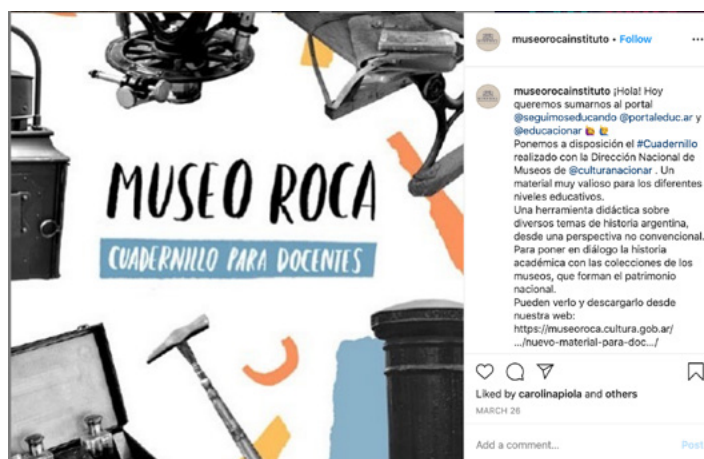 MUSEO ROCA
CUADERNILLO PARA DOCENTES
museorocainstituto • Follow
museorocainstituto ¡Hola! Hoy
queremos sumarnos al portal
@seguimoseducando @portaleduc.ar y
@educacionar
Ponemos a disposición el #Cuadernillo
realizado con la Dirección Nacional de
Museos de @culturanacionar . Un
material muy valioso para los diferentes
niveles educativos.
Una herramienta didáctica sobre
diversos temas de historia argentina,
desde una perspectiva no convencional.
Para poner en diálogo la historia
académica con las colecciones de los
museos, que forman el patrimonio
nacional.
Pueden verlo y descargarlo desde
nuestra web:
https://museoroca.cultura.gob.ar/
.../nuevo-material-para-doc.../
Liked by carolinapiola and others
MARCH 26
Add a comment...
Post